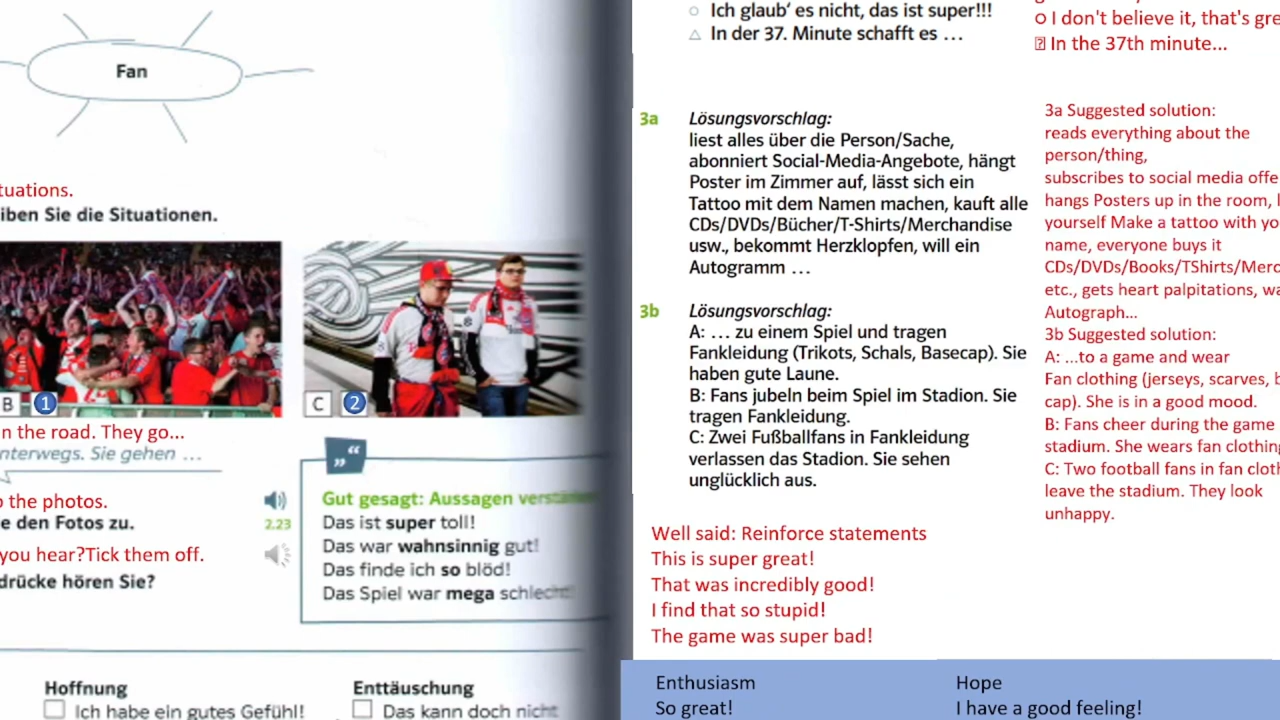 Fan
tuations.
iben Sie die Situationen.
B 1
C 2
n the road. They go...
nterwegs. Sie gehen ...
o the photos.
e den Fotos zu.
2.23
you hear?Tick them off.
drücke hören Sie?
Gut gesagt: Aussagen verstärken
Das ist super toll!
Das war wahnsinnig gut!
Das finde ich so blöd!
Das Spiel war mega schlecht!
Hoffnung
Ich habe ein gutes Gefühl!
Enttäuschung
Das kann doch nicht
○ Ich glaub' es nicht, das ist super!!!
△ In der 37. Minute schafft es ...
3a Lösungsvorschlag:
liest alles über die Person/Sache,
abonniert Social-Media-Angebote, hängt
Poster im Zimmer auf, lässt sich ein
Tattoo mit dem Namen machen, kauft alle
CDs/DVDs/Bücher/T-Shirts/Merchandise
usw., bekommt Herzklopfen, will ein
Autogramm ...
3b Lösungsvorschlag:
A: ... zu einem Spiel und tragen
Fankleidung (Trikots, Schals, Basecap). Sie
haben gute Laune.
B: Fans jubeln beim Spiel im Stadion. Sie
tragen Fankleidung.
C: Zwei Fußballfans in Fankleidung
verlassen das Stadion. Sie sehen
unglücklich aus.
○ I don't believe it, that's gre
In the 37th minute...
3a Suggested solution:
reads everything about the
person/thing,
subscribes to social media offe
hangs Posters up in the room, l
yourself Make a tattoo with yo
name, everyone buys it
CDs/DVDs/Books/TShirts/Merc
etc., gets heart palpitations, wa
Autograph...
3b Suggested solution:
A: ...to a game and wear
Fan clothing (jerseys, scarves, b
cap). She is in a good mood.
B: Fans cheer during the game
stadium. She wears fan clothing
C: Two football fans in fan cloth
leave the stadium. They look
unhappy.
Well said: Reinforce statements
This is super great!
That was incredibly good!
I find that so stupid!
The game was super bad!
Enthusiasm
So great!
Hope
I have a good feeling!